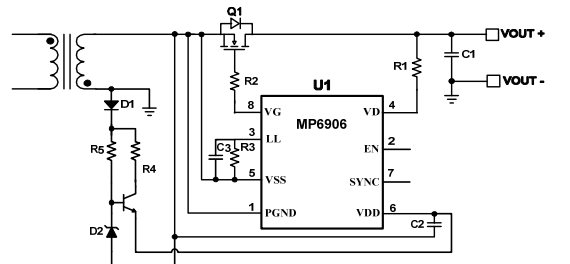 Q1
VOUT +
C1
R1
R2
U1
VOUT -
D1
8
VG
VD
4
MP6906
3
LL
EN
2
R5
R4
C3
R3
5
VSS
SYNC
7
1
PGND
VDD
6
D2
C2